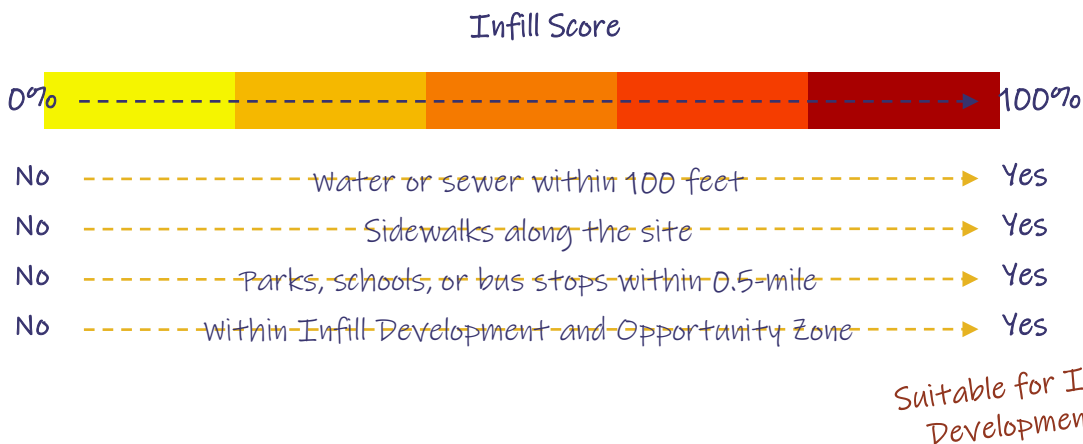 Infill Score
0% 100%
No Water or sewer within 100 feet Yes
No Sidewalks along the site Yes
No Parks, schools, or bus stops within 0.5-mile Yes
No Within Infill Development and Opportunity Zone Yes
Suitable for I
Developmen